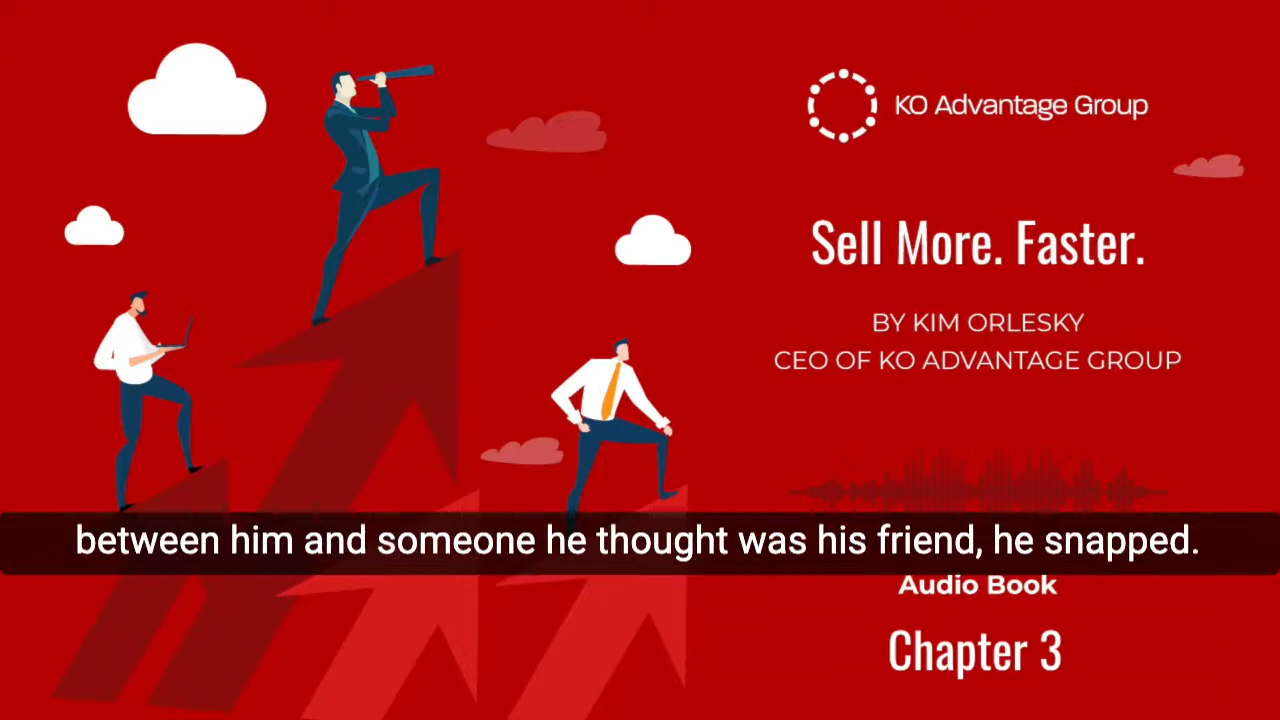 KO Advantage Group
Sell More. Faster.
BY KIM ORLESKY
CEO OF KO ADVANTAGE GROUP
between him and someone he thought was his friend, he snapped.
Audio Book
Chapter 3